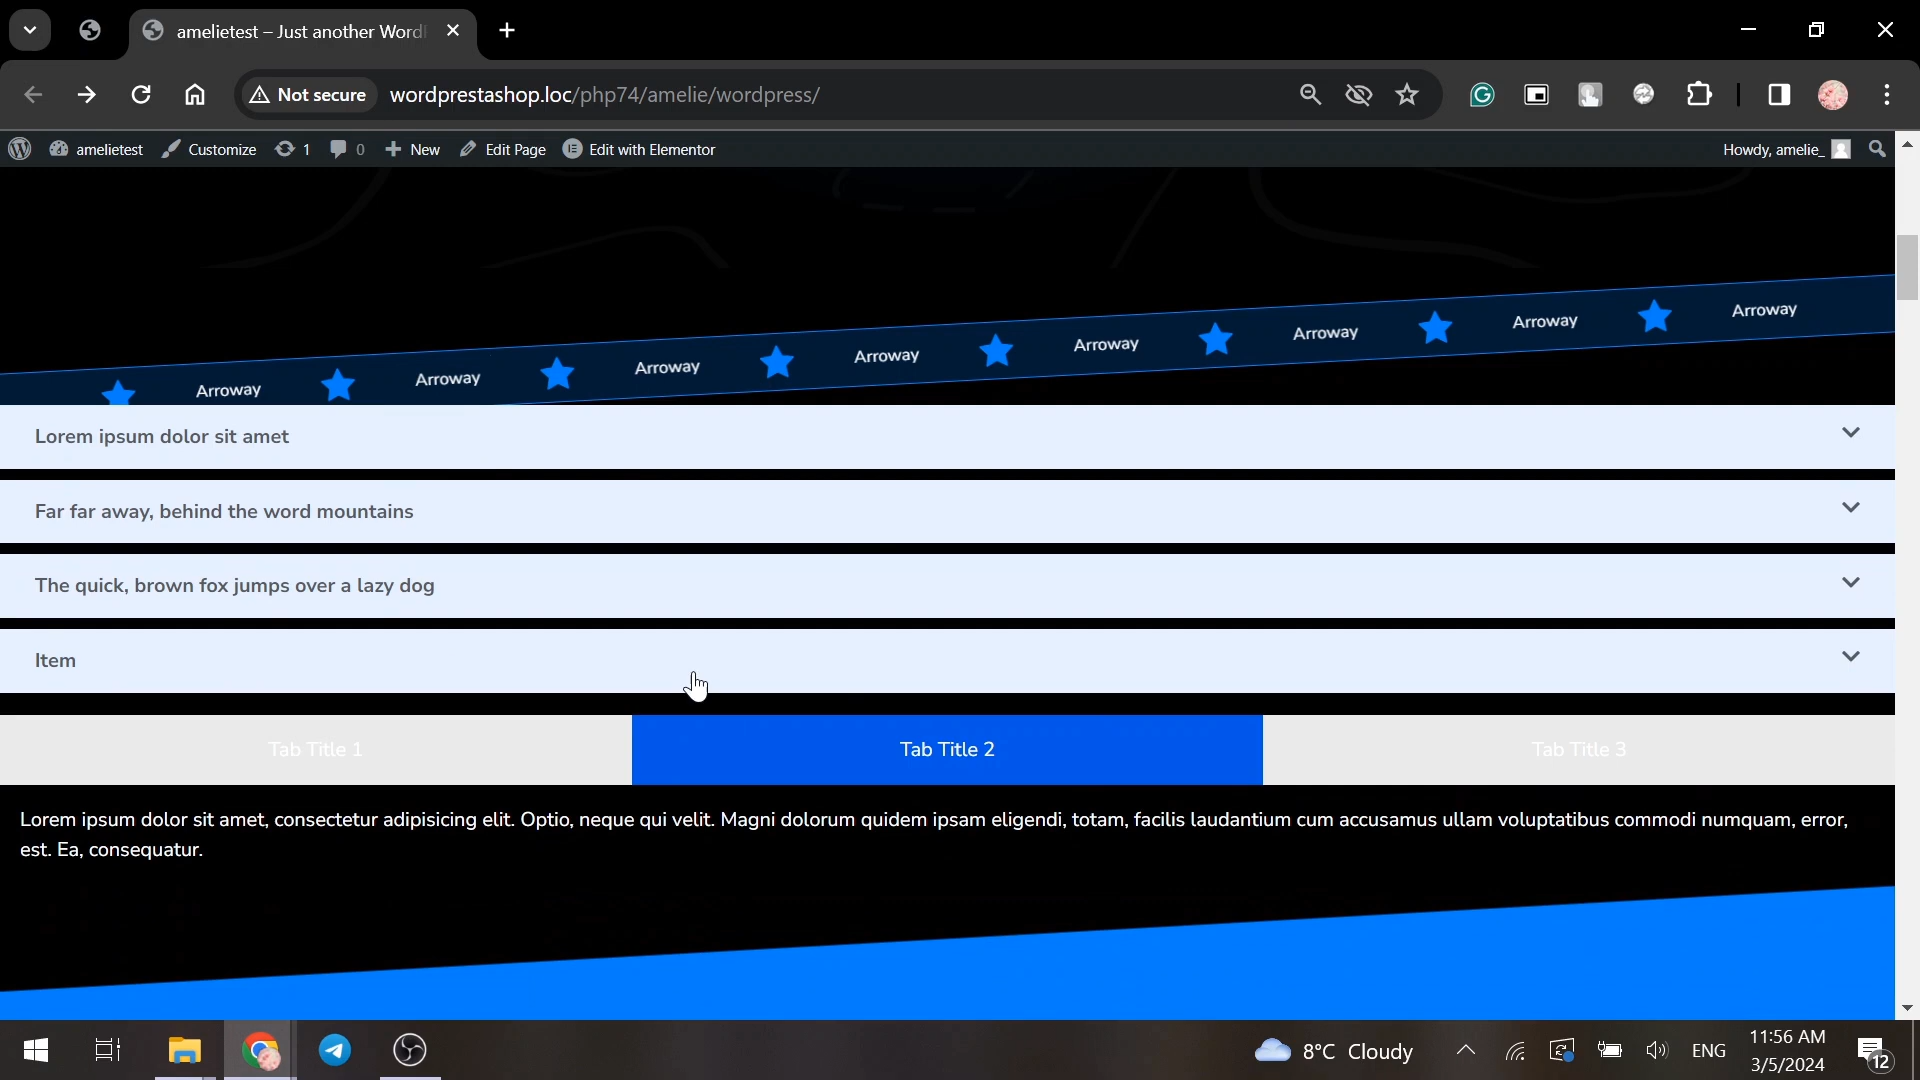 amelietest – Just another Word
Not secure
wordprestashop.loc/php74/amelie/wordpress/
amelietest
Customize
1
0
New
Edit Page
Edit with Elementor
Howdy, amelie_
Arroway Arroway Arroway Arroway Arroway Arroway Arroway Arroway
Lorem ipsum dolor sit amet
Far far away, behind the word mountains
The quick, brown fox jumps over a lazy dog
Item
Tab Title 1
Tab Title 2
Tab Title 3
Lorem ipsum dolor sit amet, consectetur adipisicing elit. Optio, neque qui velit. Magni dolorum quidem ipsam eligendi, totam, facilis laudantium cum accusamus ullam voluptatibus commodi numquam, error,
est. Ea, consequatur.
8°C Cloudy
ENG
11:56 AM
3/5/2024
12